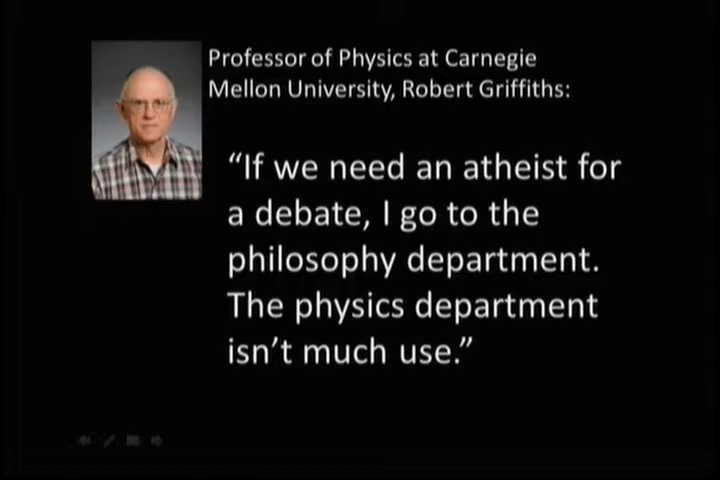 Professor of Physics at Carnegie
Mellon University, Robert Griffiths:
“If we need an atheist for
a debate, I go to the
philosophy department.
The physics department
isn’t much use.”